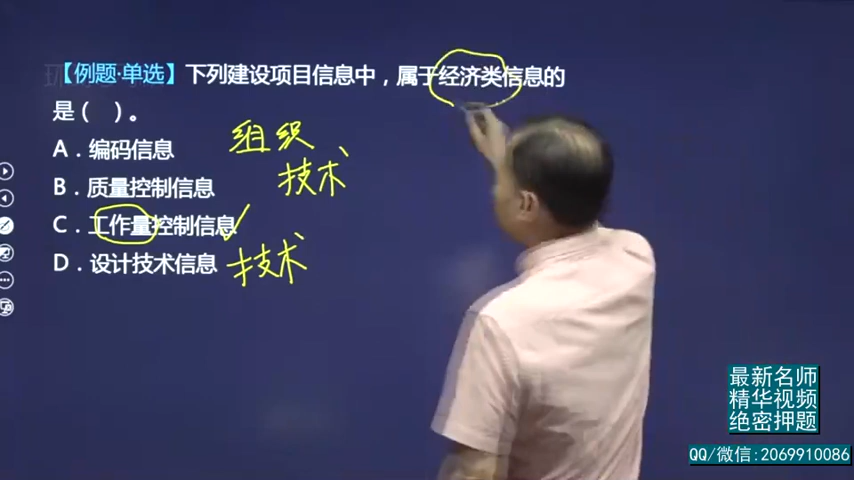 【例题·单选】下列建设项目信息中，属于经济类信息的
是（　）。
A．编码信息 组织
B．质量控制信息 技术
C．工作量控制信息
D．设计技术信息 技术
最新名师
精华视频
绝密押题
QQ/微信:2069910086